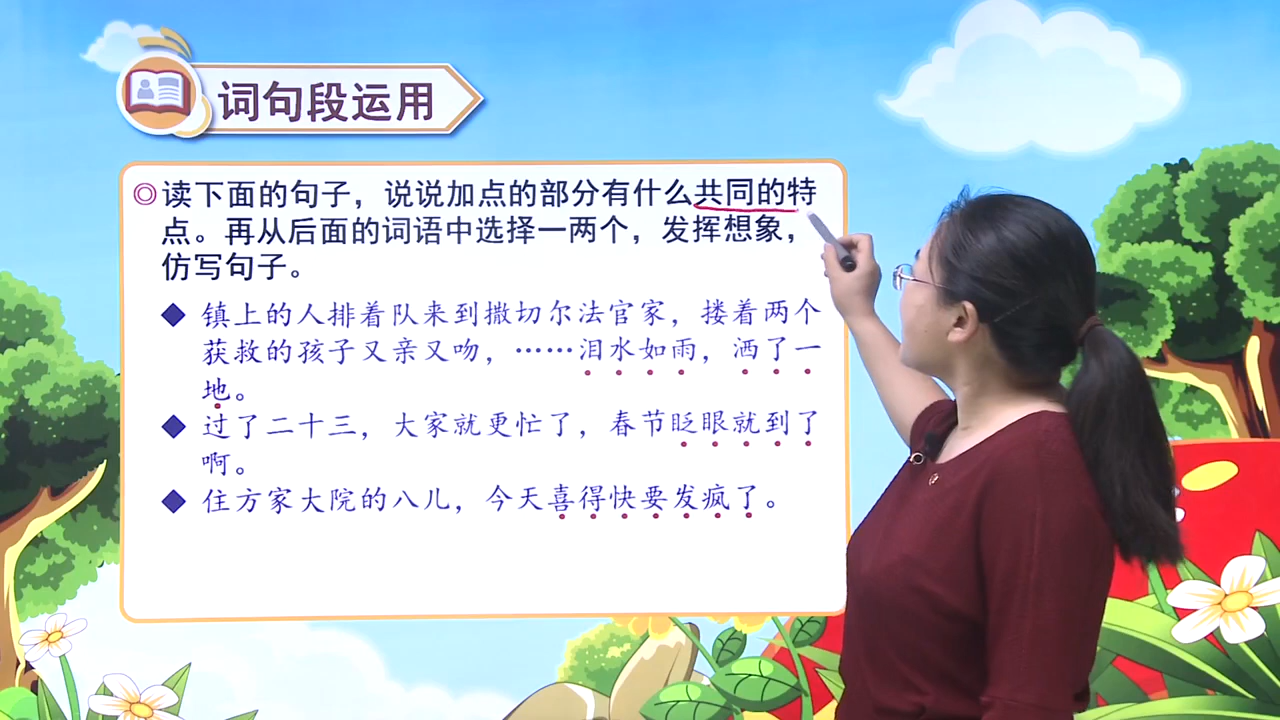 词句段运用
◎读下面的句子，说说加点的部分有什么共同的特
点。再从后面的词语中选择一两个，发挥想象，
仿写句子。
◆ 镇上的人排着队来到撒切尔法官家，搂着两个
获救的孩子又亲又吻，……泪水如雨，洒了一
地。
◆ 过了二十三，大家就更忙了，春节眨眼就到了
啊。
◆ 住方家大院的八儿，今天喜得快要发疯了。